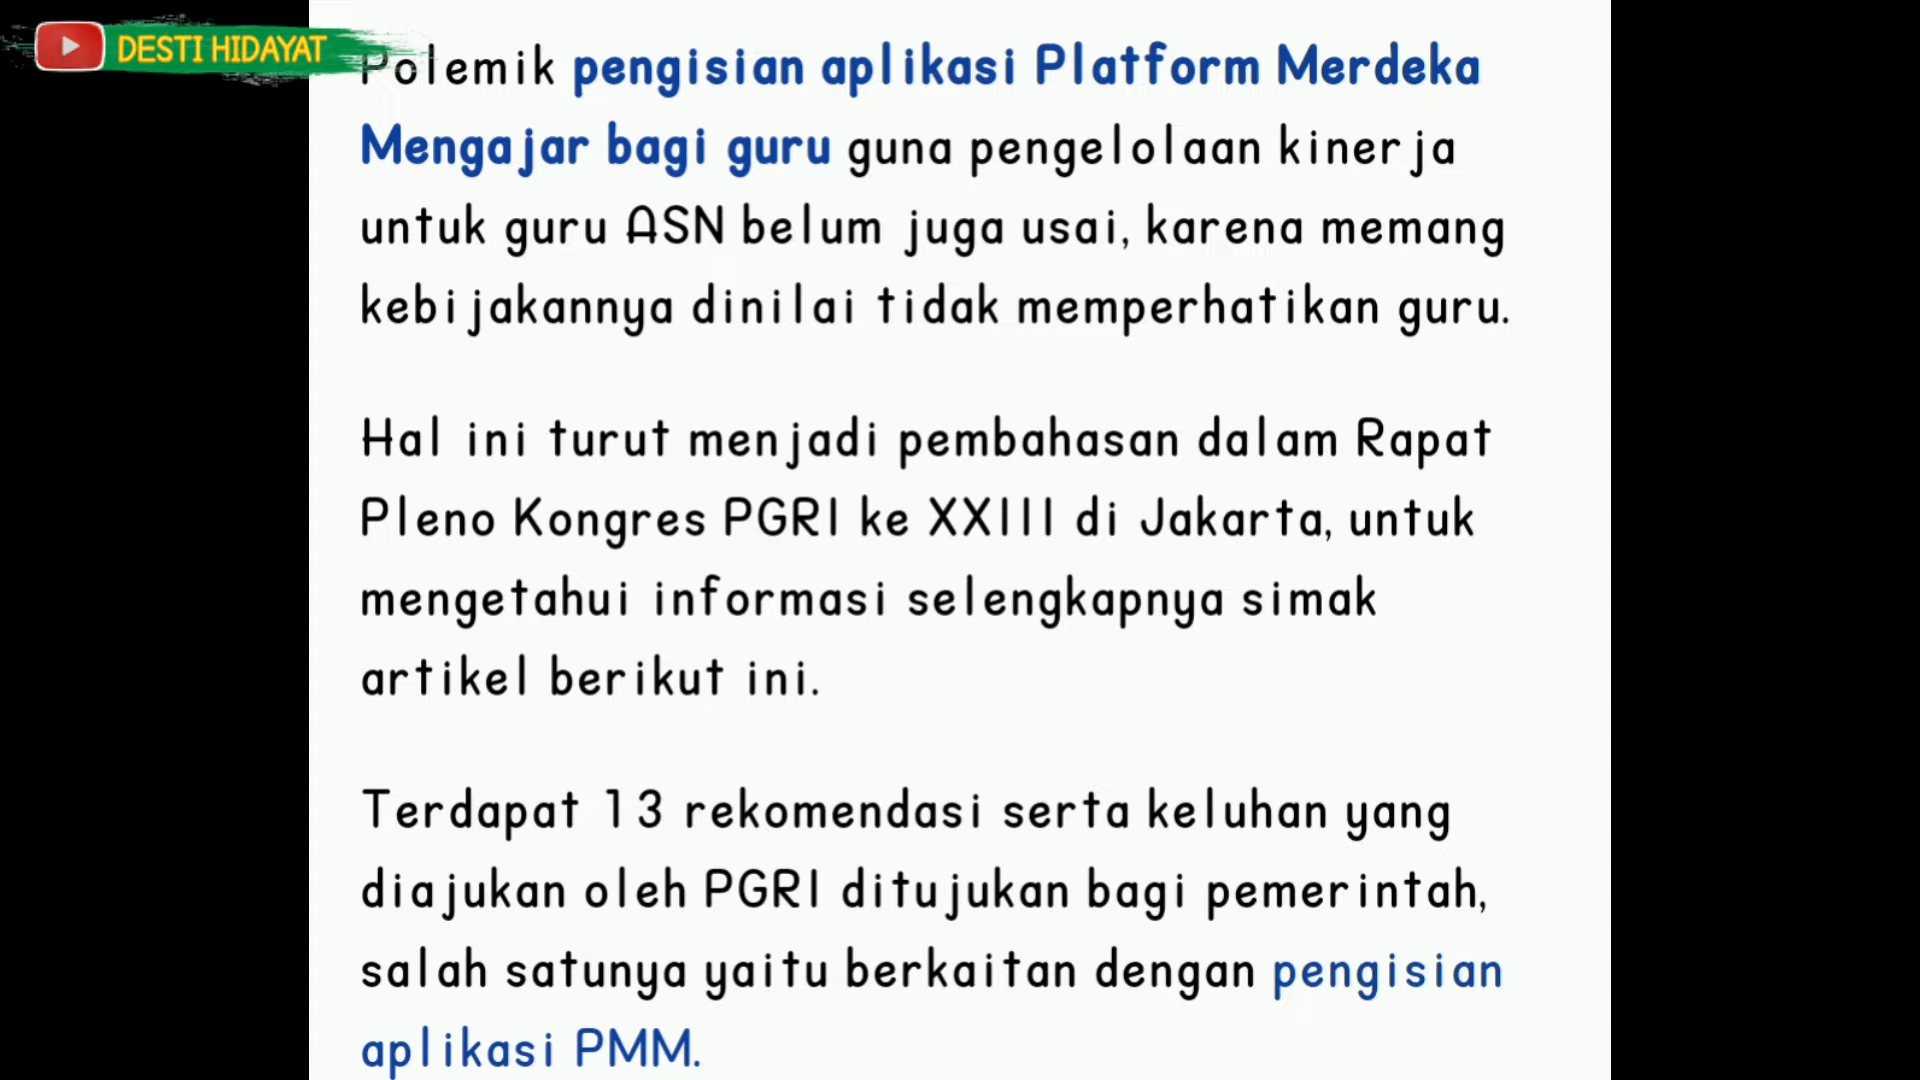 DESTI HIDAYAT
Polemik pengisian aplikasi Platform Merdeka
Mengajar bagi guru guna pengelolaan kinerja
untuk guru ASN belum juga usai, karena memang
kebijakannya dinilai tidak memperhatikan guru.
Hal ini turut menjadi pembahasan dalam Rapat
Pleno Kongres PGRI ke XXIII di Jakarta, untuk
mengetahui informasi selengkapnya simak
artikel berikut ini.
Terdapat 13 rekomendasi serta keluhan yang
diajukan oleh PGRI ditujukan bagi pemerintah,
salah satunya yaitu berkaitan dengan pengisian
aplikasi PMM.